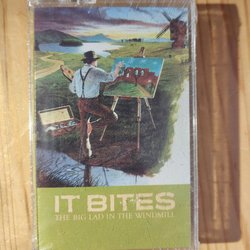 IT BITES
THE BIG LAD IN THE WINDMILL